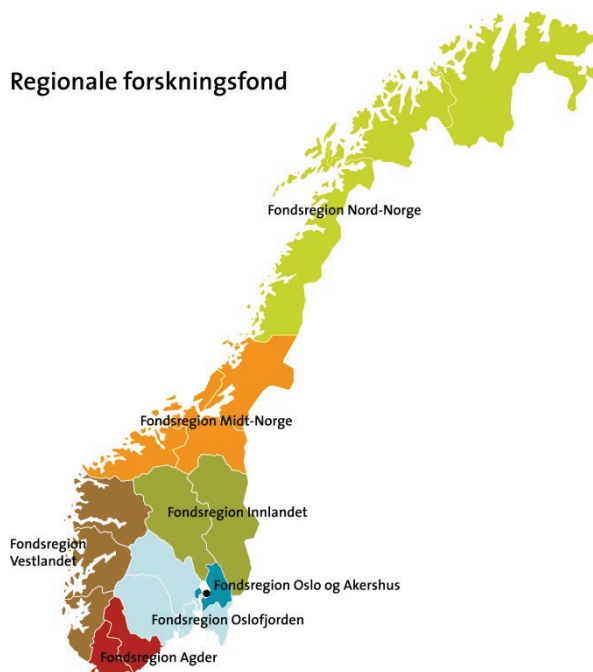 Regionale forskningsfond
Fondsregion Nord-Norge
Fondsregion Midt-Norge
Fondsregion Innlandet
Fondsregion
Vestlandet
Fondsregion Oslo og Akershus
Fondsregion Oslofjorden
Fondsregion Agder